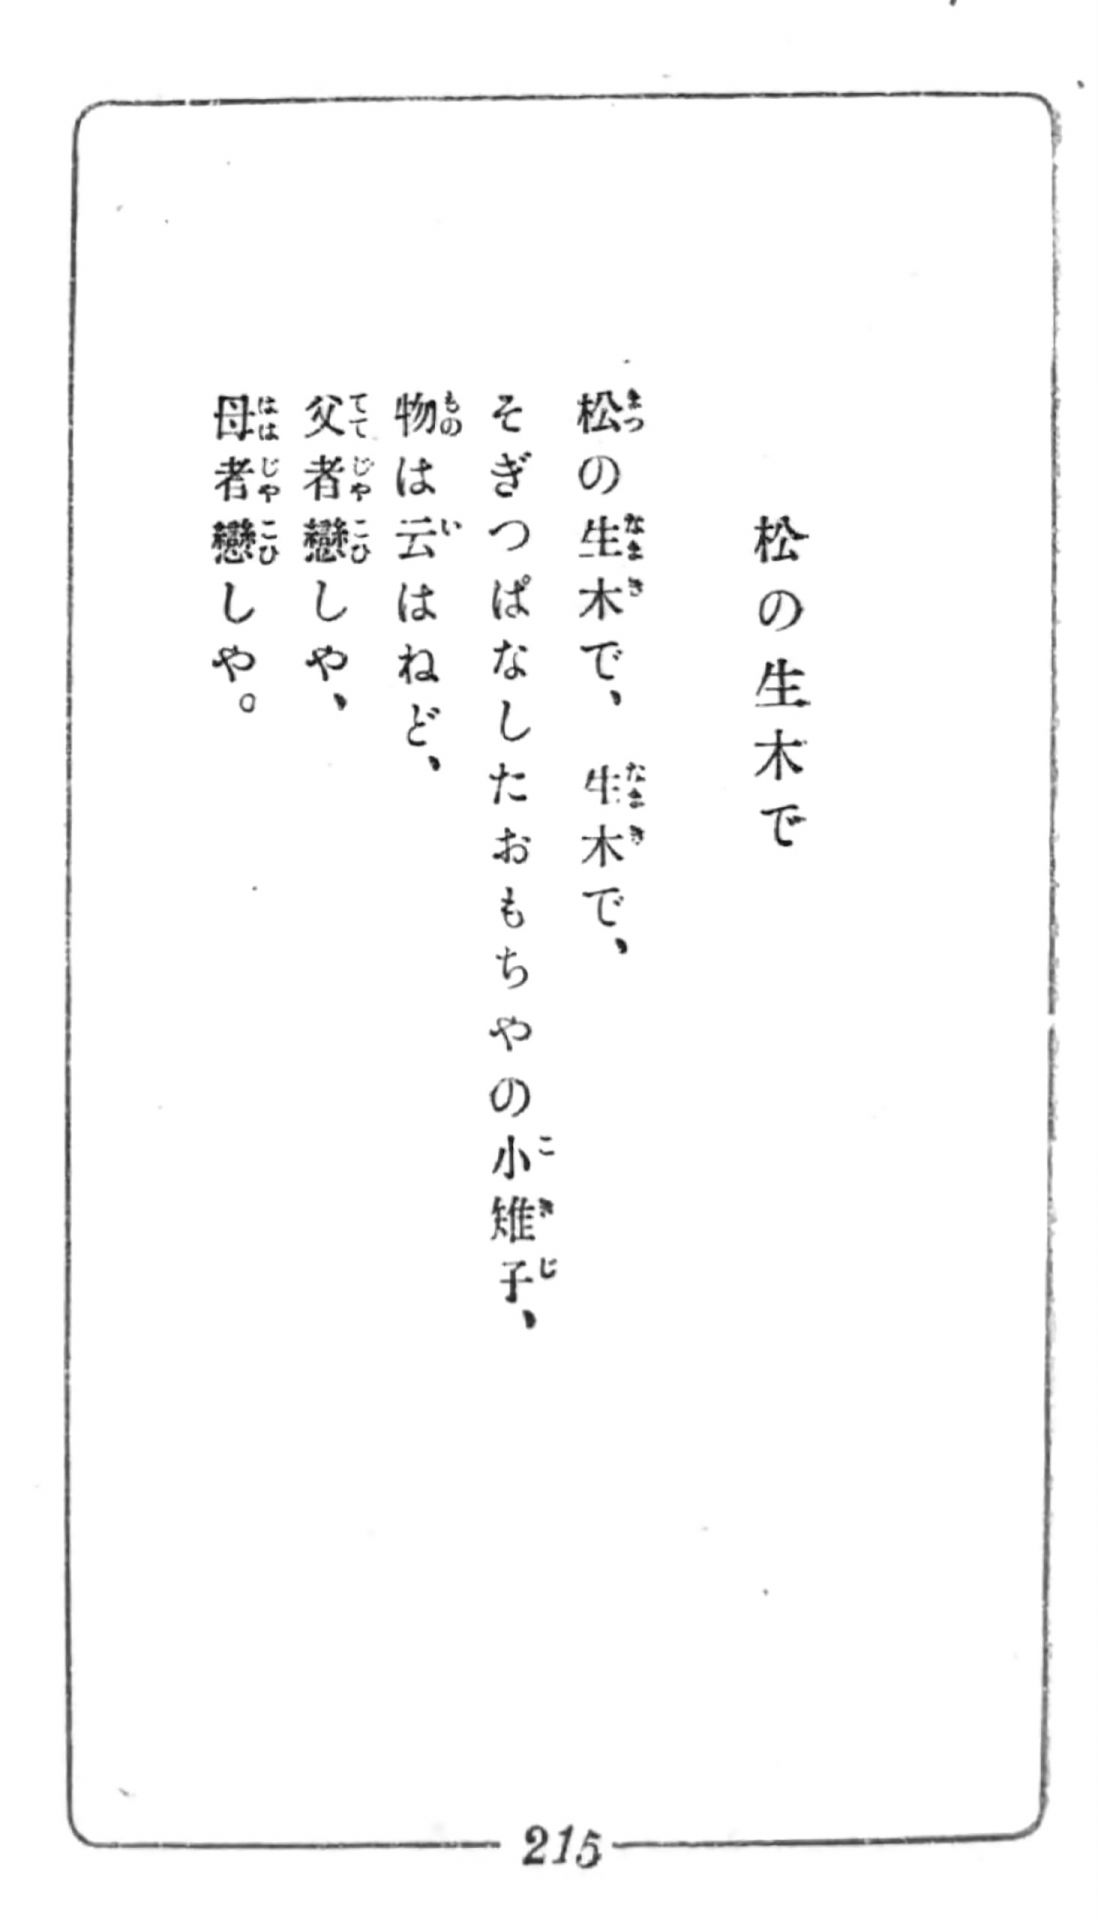 松の生木で
松の生木で、生木で、
そぎつぱなしたおもちやの小雉子、
物は云はねど、
父者戀しや、
母者戀しや。
215